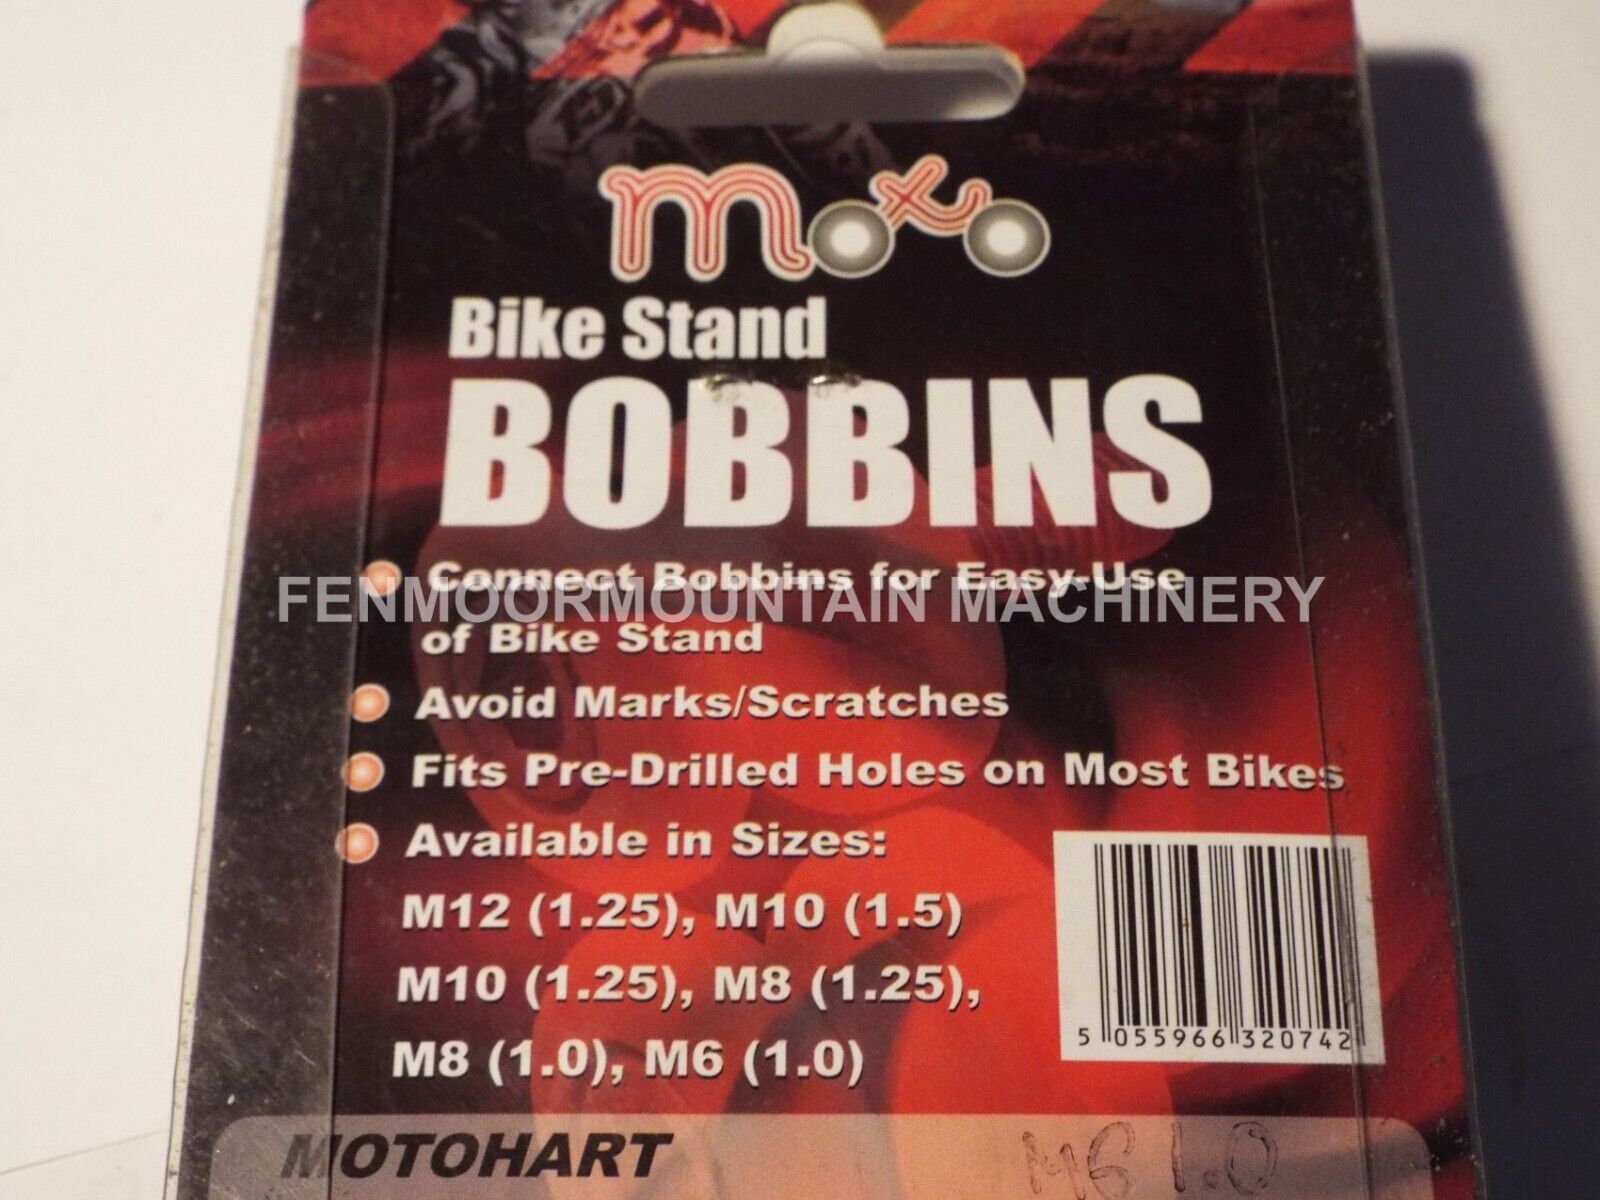 moxo
Bike Stand
BOBBINS
Connect Bobbins for Easy-Use
FENMOORMOUNTAIN MACHINERY
of Bike Stand
Avoid Marks/Scratches
Fits Pre-Drilled Holes on Most Bikes
Available in Sizes:
M12 (1.25), M10 (1.5)
M10 (1.25), M8 (1.25),
M8 (1.0), M6 (1.0)
5 055966 320742
MOTOHART
M6 1.0